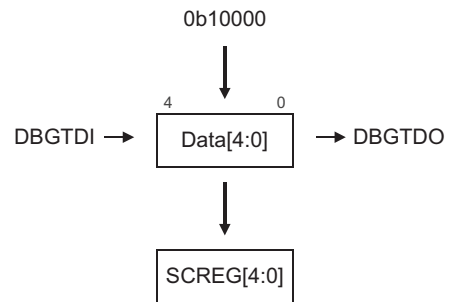 0b10000
4 0
DBGTDI Data[4:0] DBGTDO
SCREG[4:0]